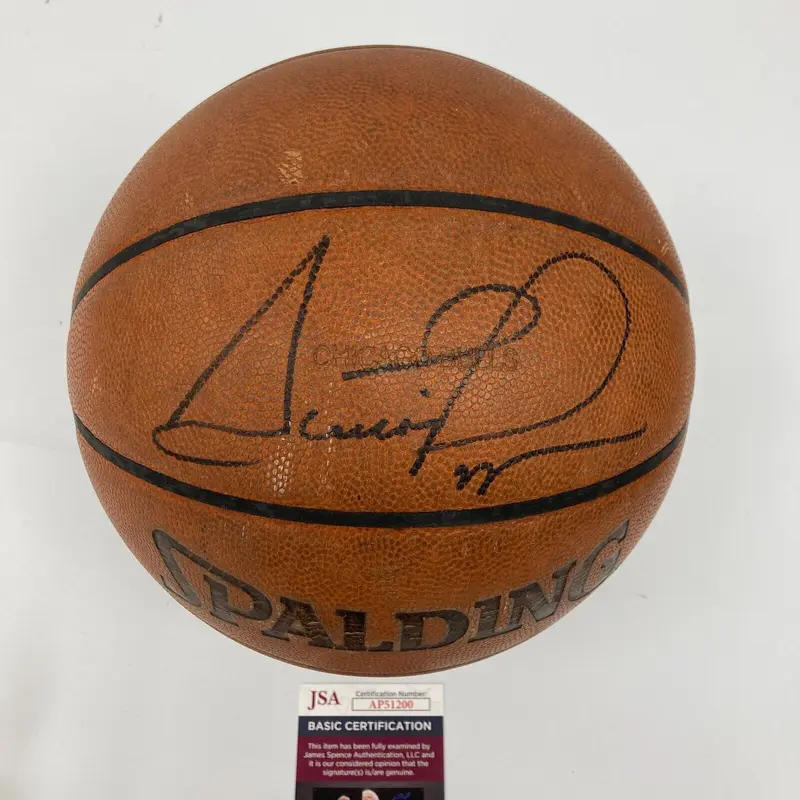 CHICAGO BULLS
SPALDING
JSA
Certification Number:
AP51200
BASIC CERTIFICATION
This item has been fully examined by
James Spence Authentication, LLC and
it is our considered opinion that the
signature(s) is/are genuine.